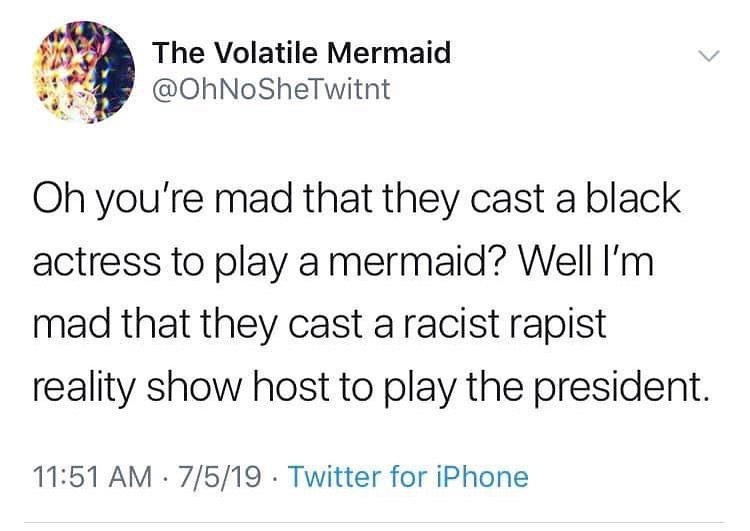 The Volatile Mermaid
@OhNoSheTwitnt
Oh you're mad that they cast a black
actress to play a mermaid? Well I'm
mad that they cast a racist rapist
reality show host to play the president.
11:51 AM · 7/5/19 · Twitter for iPhone